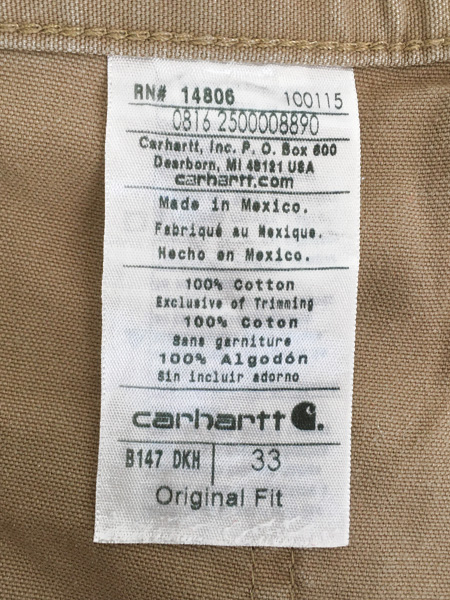 RN# 14806 100115
0816 2500008890
Carhartt, Inc. P. O. Box 600
Dearborn, MI 48121 USA
carhartt.com
Made in Mexico.
Fabriqué au Mexique.
Hecho en Mexico.
100% Cotton
Exclusive of Trimming
100% Coton
Sans garniture
100% Algodón
Sin incluir adorno
carhartt
B147 DKH 33
Original Fit